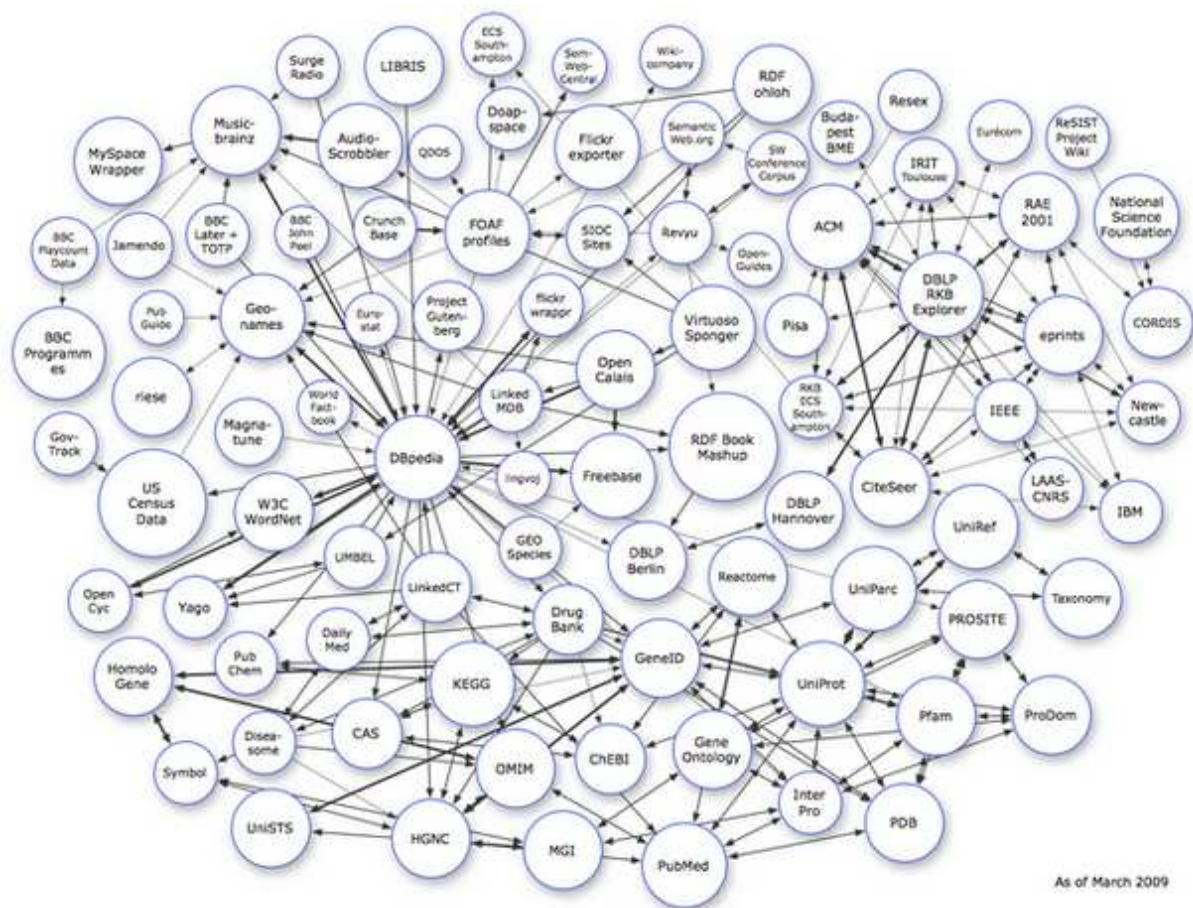 ECS
South-
ampton
Sem-
Web-
Central
Wiki-
company
Surge
Radio
LIBRIS
RDF
ohloh
Resex
Music-
brainz
Audio-
Scrobbler
Doap-
space
Flickr
exporter
Semantic
Web.org
Buda-
pest
BME
Eurécom
ReSIST
Project
Wiki
MySpace
Wrapper
QDOS
SW
Conference
Corpus
IRIT
Toulouse
RAE
2001
National
Science
Foundation
BBC
Playcount
Data
Jamendo
BBC
Later +
TOTP
BBC
John
Peel
Crunch
Base
FOAF
profiles
SIOC
Sites
Revyu
Open-
Guides
ACM
DBLP
RKB
Explorer
Pub
Guide
Geo-
names
Euro-
stat
Project
Guten-
berg
flickr
wrappr
Virtuoso
Sponger
Pisa
eprints
CORDIS
BBC
Programm
es
riese
World
Fact-
book
Linked
MDB
Open
Calais
RKB
ECS
South-
ampton
IEEE
New-
castle
Gov-
Track
Magna-
tune
DBpedia
RDF Book
Mashup
US
Census
Data
W3C
WordNet
lingvoj
Freebase
DBLP
Hannover
CiteSeer
LAAS-
CNRS
IBM
UniRef
GEO
Species
UMBEL
DBLP
Berlin
Reactome
UniParc
Taxonomy
Open
Cyc
Yago
LinkedCT
Drug
Bank
PROSITE
Daily
Med
Homolo
Gene
Pub
Chem
KEGG
GeneID
UniProt
Pfam
ProDom
Disea-
some
CAS
ChEBI
Gene
Ontology
Symbol
OMIM
Inter
Pro
UniSTS
HGNC
MGI
PubMed
PDB
As of March 2009